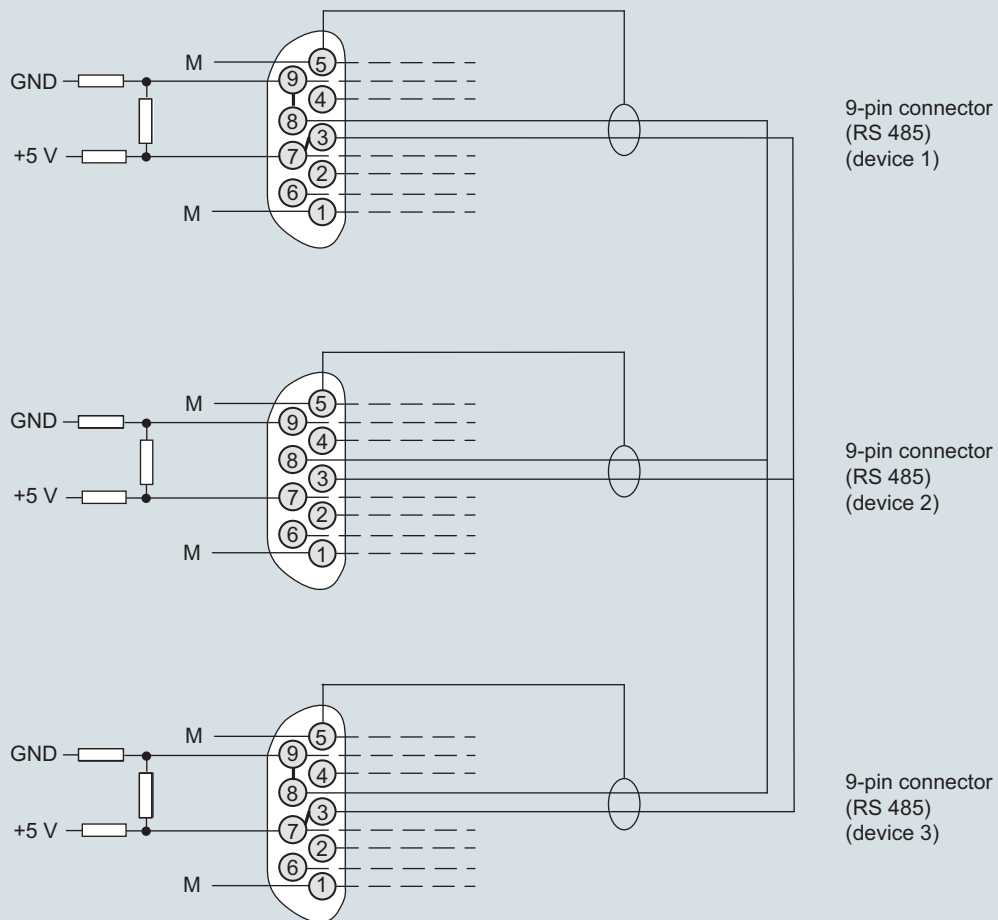 M
5
GND
9
4
8
3
+5 V
7
2
6
M
1
9-pin connector
(RS 485)
(device 1)
M
5
GND
9
4
8
3
+5 V
7
2
6
M
1
9-pin connector
(RS 485)
(device 2)
M
5
GND
9
4
8
3
+5 V
7
2
6
M
1
9-pin connector
(RS 485)
(device 3)